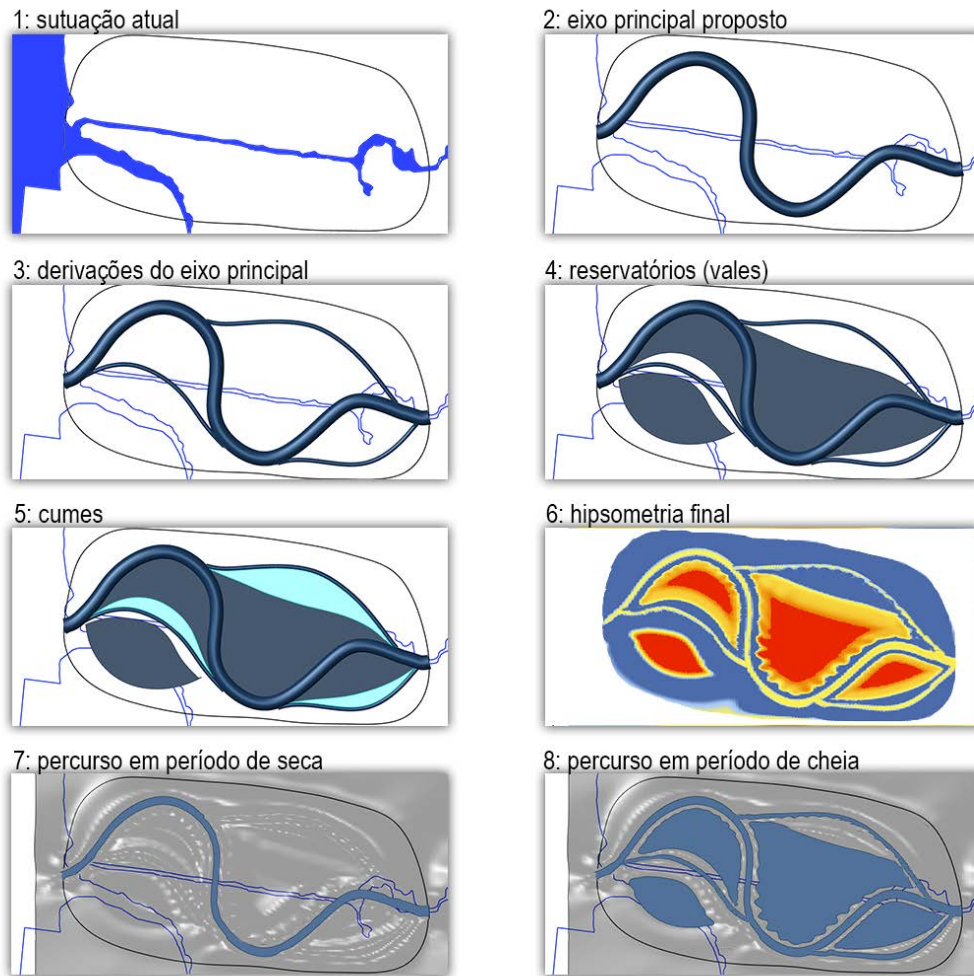 1: sutuação atual
2: eixo principal proposto
3: derivações do eixo principal
4: reservatórios (vales)
5: cumes
6: hipsometria final
7: percurso em período de seca
8: percurso em período de cheia